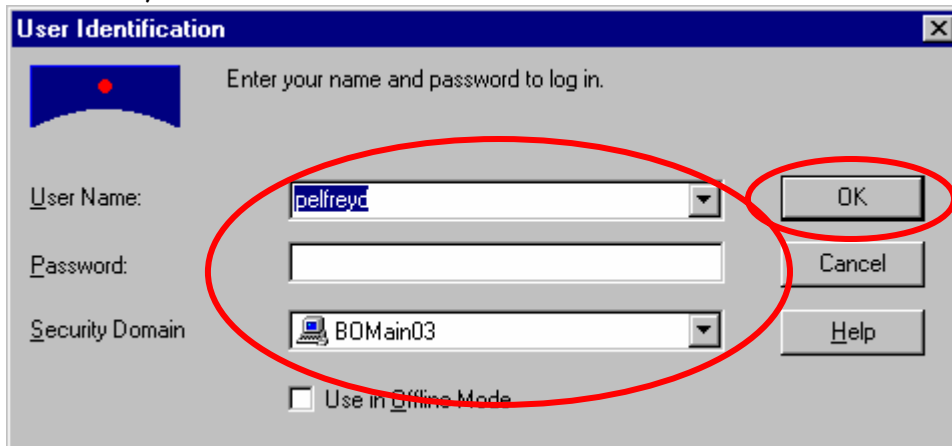 User Identification
Enter your name and password to log in.
User Name:
pelfreyd
OK
Password:
Cancel
Security Domain
BOMain03
Help
Use in Offline Mode